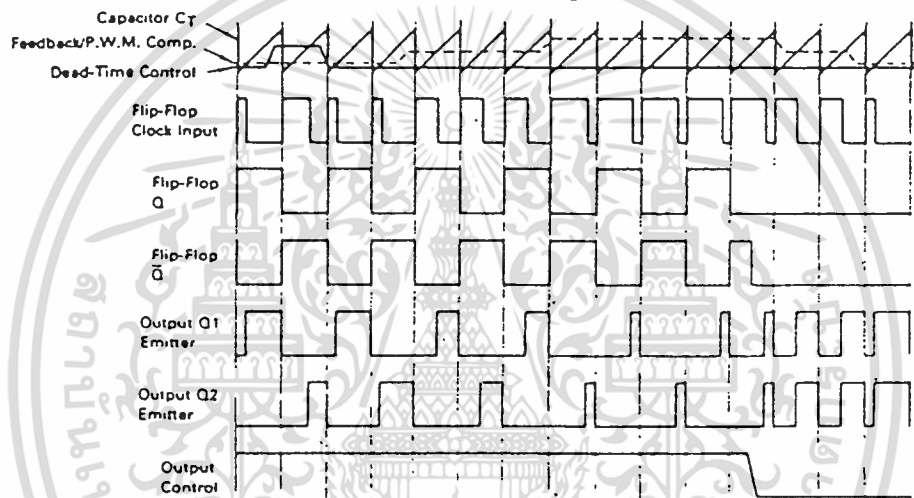 Capacitor CT
Feedback/P.W.M. Comp.
Dead-Time Control
Flip-Flop
Clock Input
Flip-Flop
Q
Flip-Flop
Q̅
Output Q1
Emitter
Output Q2
Emitter
Output
Control